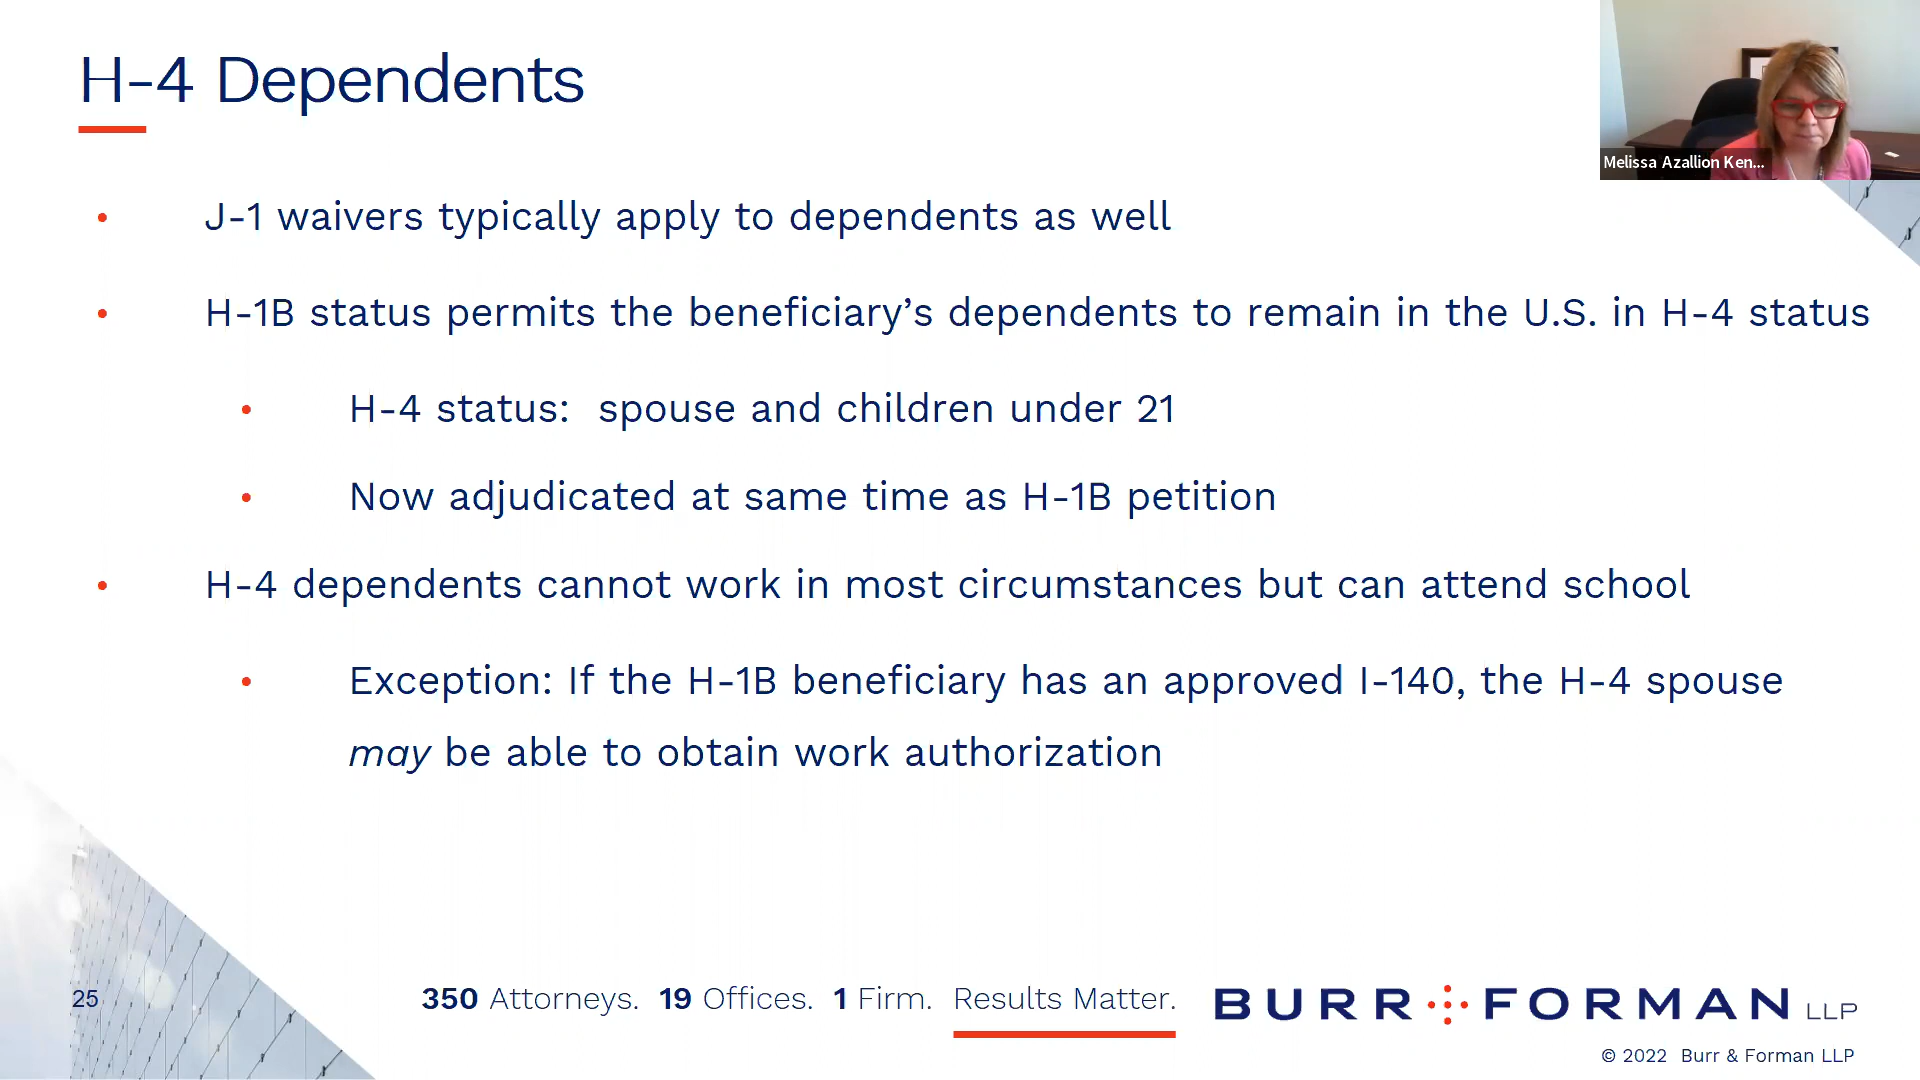 H-4 Dependents
Melissa Azallion Ken...
• J-1 waivers typically apply to dependents as well
• H-1B status permits the beneficiary’s dependents to remain in the U.S. in H-4 status
• H-4 status: spouse and children under 21
• Now adjudicated at same time as H-1B petition
• H-4 dependents cannot work in most circumstances but can attend school
• Exception: If the H-1B beneficiary has an approved I-140, the H-4 spouse
may be able to obtain work authorization
25
350 Attorneys. 19 Offices. 1 Firm. Results Matter.
BURR FORMAN LLP
© 2022 Burr & Forman LLP